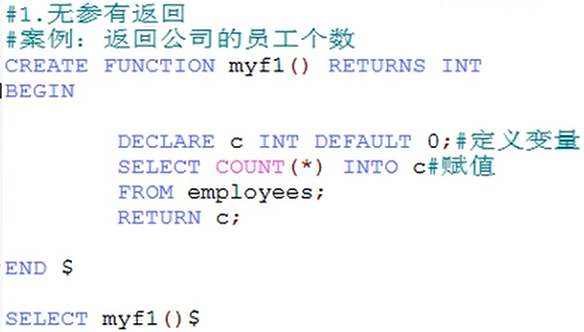 #1.无参有返回
#案例：返回公司的员工个数
CREATE FUNCTION myf1() RETURNS INT
BEGIN
DECLARE c INT DEFAULT 0;#定义变量
SELECT COUNT(*) INTO c#赋值
FROM employees;
RETURN c;
END $
SELECT myf1()$